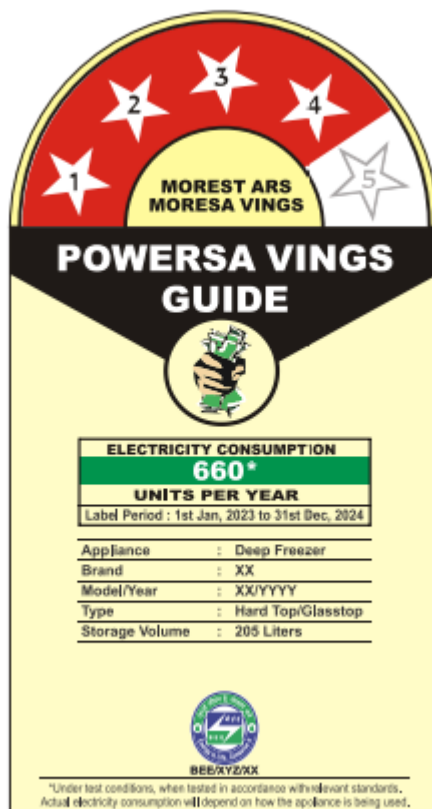 1
2
3
4
5
MOREST ARS
MORESA VINGS
POWERSA VINGS
GUIDE
ELECTRICITY CONSUMPTION
660*
UNITS PER YEAR
Label Period : 1st Jan, 2023 to 31st Dec, 2024
Appliance : Deep Freezer
Brand : XX
Model/Year : XX/YYYY
Type : Hard Top/Glasstop
Storage Volume : 205 Liters
BEE/XYZ/XX
*Under test conditions, when tested in accordance with relevant standards.
Actual electricity consumption will depend on how the appliance is being used.